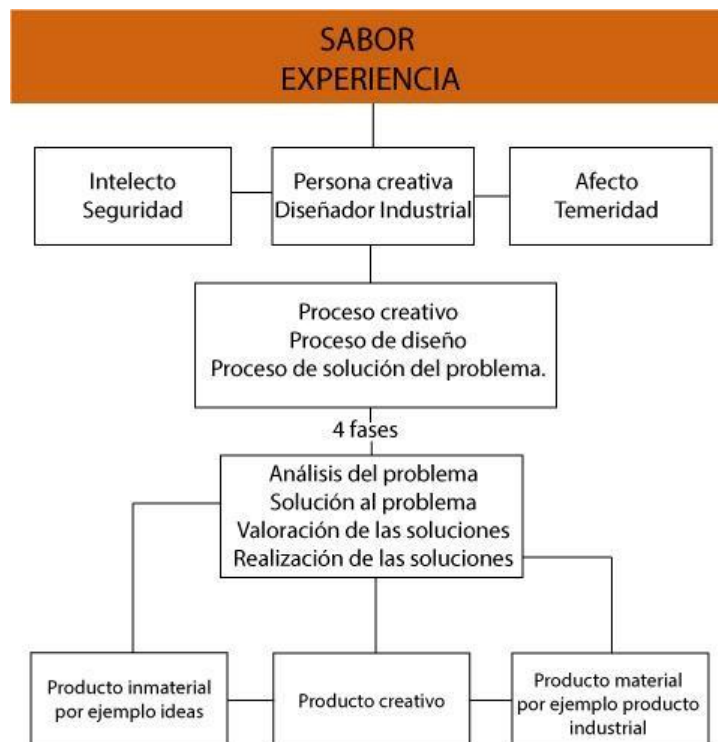 SABOR
EXPERIENCIA
Intelecto
Seguridad
Persona creativa
Diseñador Industrial
Afecto
Temeridad
Proceso creativo
Proceso de diseño
Proceso de solución del problema.
4 fases
Análisis del problema
Solución al problema
Valoración de las soluciones
Realización de las soluciones
Producto inmaterial
por ejemplo ideas
Producto creativo
Producto material
por ejemplo producto
industrial